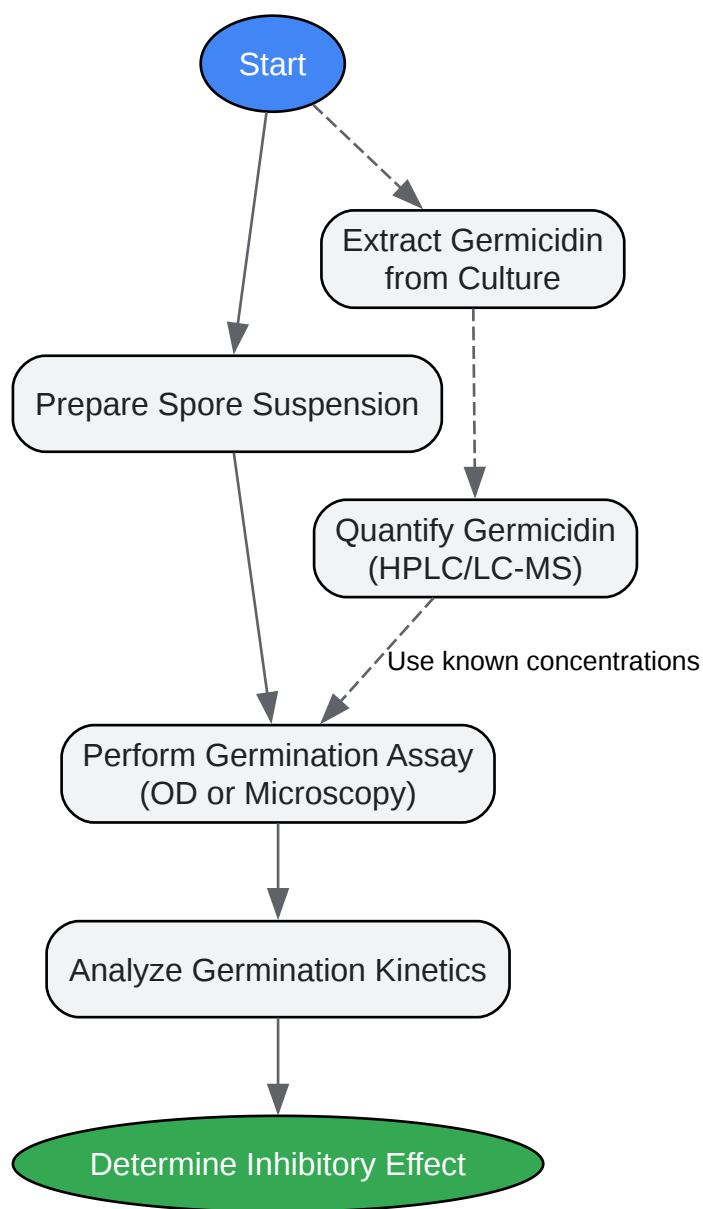 Start
Extract Germicidin
from Culture
Prepare Spore Suspension
Quantify Germicidin
(HPLC/LC-MS)
Use known concentrations
Perform Germination Assay
(OD or Microscopy)
Analyze Germination Kinetics
Determine Inhibitory Effect